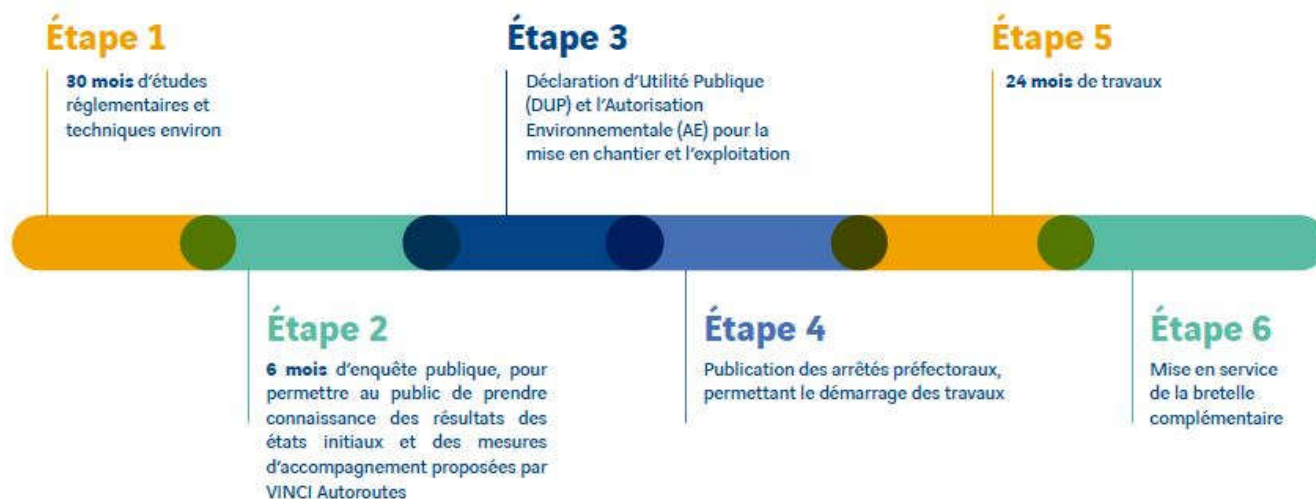 Étape 1
30 mois d'études
réglementaires et
techniques environ
Étape 3
Déclaration d'Utilité Publique
(DUP) et l'Autorisation
Environnementale (AE) pour la
mise en chantier et l'exploitation
Étape 5
24 mois de travaux
Étape 2
6 mois d'enquête publique, pour
permettre au public de prendre
connaissance des résultats des
états initiaux et des mesures
d'accompagnement proposées par
VINCI Autoroutes
Étape 4
Publication des arrêtés préfectoraux,
permettant le démarrage des travaux
Étape 6
Mise en service
de la bretelle
complémentaire